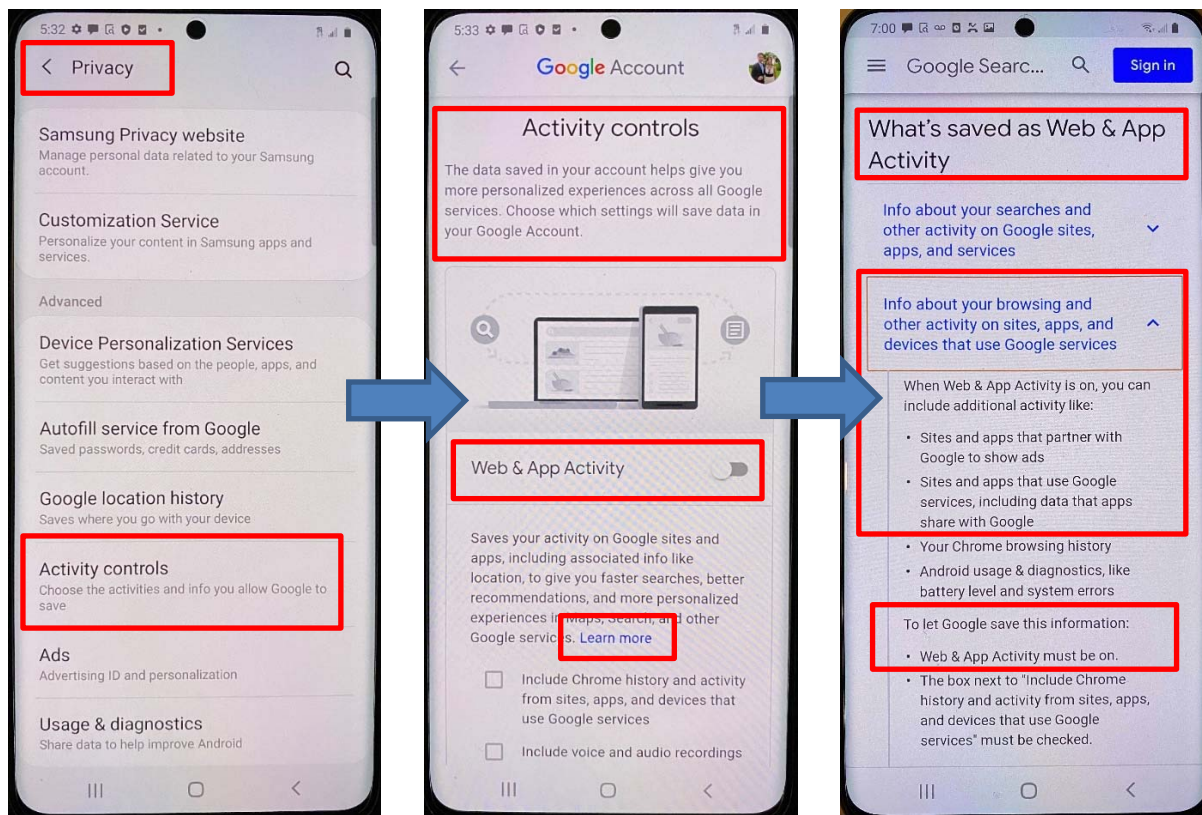 5:32
Privacy
Samsung Privacy website
Manage personal data related to your Samsung
account.
Customization Service
Personalize your content in Samsung apps and
services.
Advanced
Device Personalization Services
Get suggestions based on the people, apps, and
content you interact with
Autofill service from Google
Saved passwords, credit cards, addresses
Google location history
Saves where you go with your device
Activity controls
Choose the activities and info you allow Google to
save
Ads
Advertising ID and personalization
Usage & diagnostics
Share data to help improve Android
5:33
Google Account
Activity controls
The data saved in your account helps give you
more personalized experiences across all Google
services. Choose which settings will save data in
your Google Account.
Web & App Activity
Saves your activity on Google sites and
apps, including associated info like
location, to give you faster searches, better
recommendations, and more personalized
experiences in Maps, Search, and other
Google services. Learn more
Include Chrome history and activity
from sites, apps, and devices that
use Google services
Include voice and audio recordings
7:00
Google Searc... Sign in
What's saved as Web & App
Activity
Info about your searches and
other activity on Google sites,
apps, and services
Info about your browsing and
other activity on sites, apps, and
devices that use Google services
When Web & App Activity is on, you can
include additional activity like:
• Sites and apps that partner with
Google to show ads
• Sites and apps that use Google
services, including data that apps
share with Google
• Your Chrome browsing history
• Android usage & diagnostics, like
battery level and system errors
To let Google save this information:
• Web & App Activity must be on.
• The box next to "Include Chrome
history and activity from sites, apps,
and devices that use Google
services" must be checked.